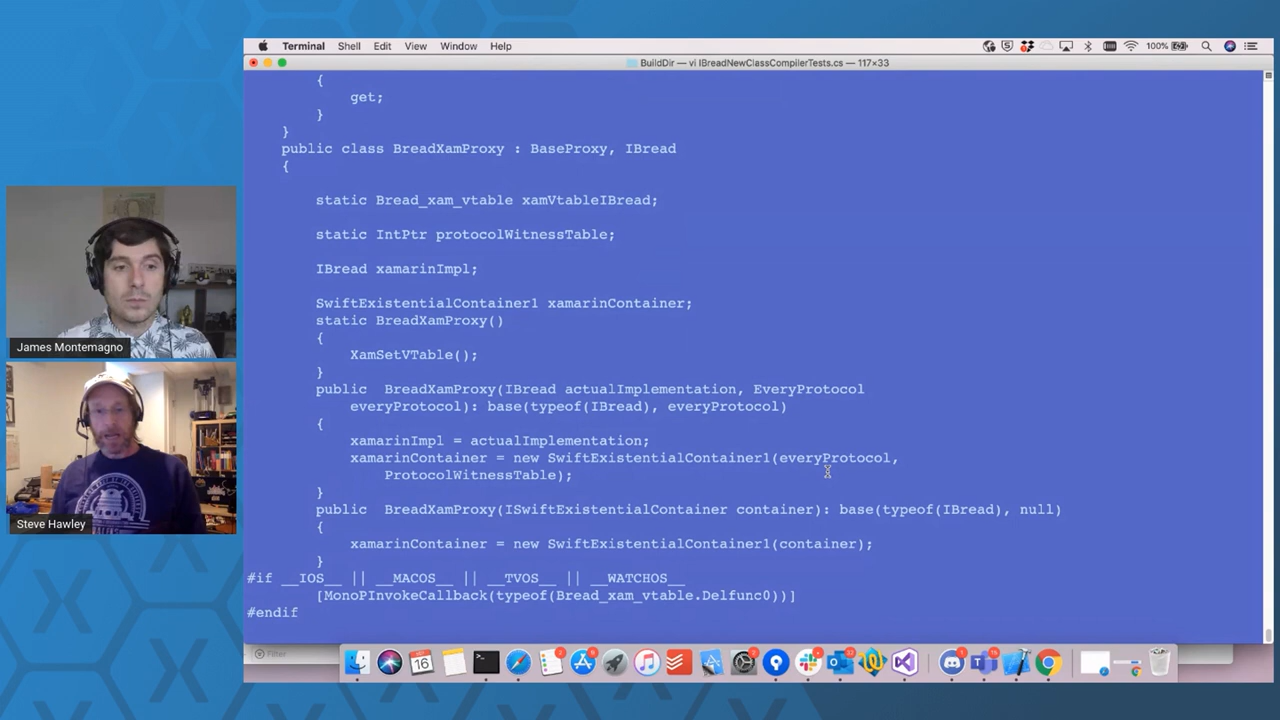 Terminal Shell Edit View Window Help
100%
BuildDir — vi IBreadNewClassCompilerTests.cs — 117×33
{
get;
}
}
public class BreadXamProxy : BaseProxy, IBread
{
static Bread_xam_vtable xamVtableIBread;
static IntPtr protocolWitnessTable;
IBread xamarinImpl;
SwiftExistentialContainer1 xamarinContainer;
static BreadXamProxy()
{
XamSetVTable();
}
public  BreadXamProxy(IBread actualImplementation, EveryProtocol
everyProtocol): base(typeof(IBread), everyProtocol)
{
xamarinImpl = actualImplementation;
xamarinContainer = new SwiftExistentialContainer1(everyProtocol,
ProtocolWitnessTable);
}
public  BreadXamProxy(ISwiftExistentialContainer container): base(typeof(IBread), null)
{
xamarinContainer = new SwiftExistentialContainer1(container);
}
#if __IOS__ || __MACOS__ || __TVOS__ || __WATCHOS__
[MonoPInvokeCallback(typeof(Bread_xam_vtable.Delfunc0))]
#endif
Filter
16
James Montemagno
Steve Hawley